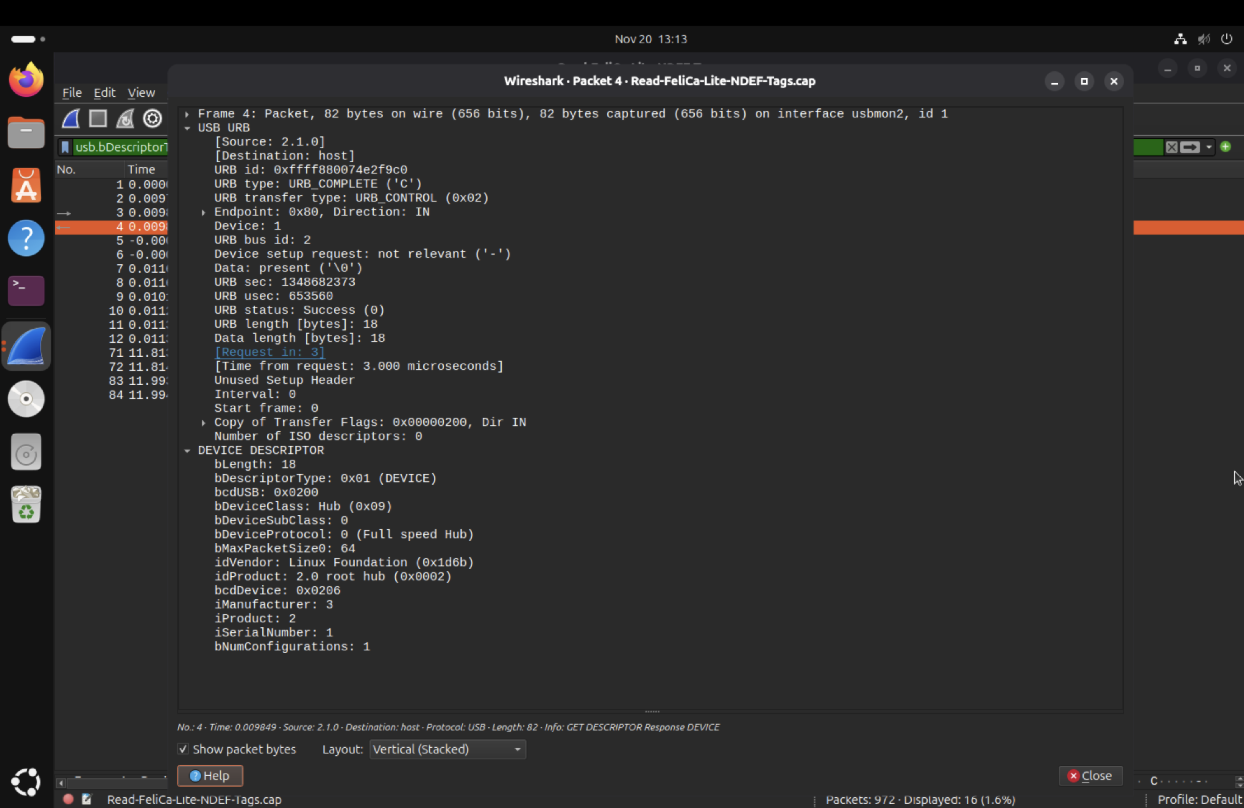 Nov 20 13:13
Wireshark · Packet 4 · Read-FeliCa-Lite-NDEF-Tags.cap
File Edit View
usb.bDescriptorT
No. Time
1 0.000
2 0.009
3 0.009
4 0.009
5 -0.00
6 -0.00
7 0.011
8 0.011
9 0.010
10 0.011
11 0.011
12 0.011
71 11.81
72 11.81
83 11.99
84 11.99
Frame 4: Packet, 82 bytes on wire (656 bits), 82 bytes captured (656 bits) on interface usbmon2, id 1
USB URB
[Source: 2.1.0]
[Destination: host]
URB id: 0xffff880074e2f9c0
URB type: URB_COMPLETE ('C')
URB transfer type: URB_CONTROL (0x02)
Endpoint: 0x80, Direction: IN
Device: 1
URB bus id: 2
Device setup request: not relevant ('-')
Data: present ('\0')
URB sec: 1348682373
URB usec: 653560
URB status: Success (0)
URB length [bytes]: 18
Data length [bytes]: 18
[Request in: 3]
[Time from request: 3.000 microseconds]
Unused Setup Header
Interval: 0
Start frame: 0
Copy of Transfer Flags: 0x00000200, Dir IN
Number of ISO descriptors: 0
DEVICE DESCRIPTOR
bLength: 18
bDescriptorType: 0x01 (DEVICE)
bcdUSB: 0x0200
bDeviceClass: Hub (0x09)
bDeviceSubClass: 0
bDeviceProtocol: 0 (Full speed Hub)
bMaxPacketSize0: 64
idVendor: Linux Foundation (0x1d6b)
idProduct: 2.0 root hub (0x0002)
bcdDevice: 0x0206
iManufacturer: 3
iProduct: 2
iSerialNumber: 1
bNumConfigurations: 1
No.: 4 · Time: 0.009849 · Source: 2.1.0 · Destination: host · Protocol: USB · Length: 82 · Info: GET DESCRIPTOR Response DEVICE
Show packet bytes Layout: Vertical (Stacked)
Help Close
Read-FeliCa-Lite-NDEF-Tags.cap Packets: 972 · Displayed: 16 (1.6%) Profile: Default